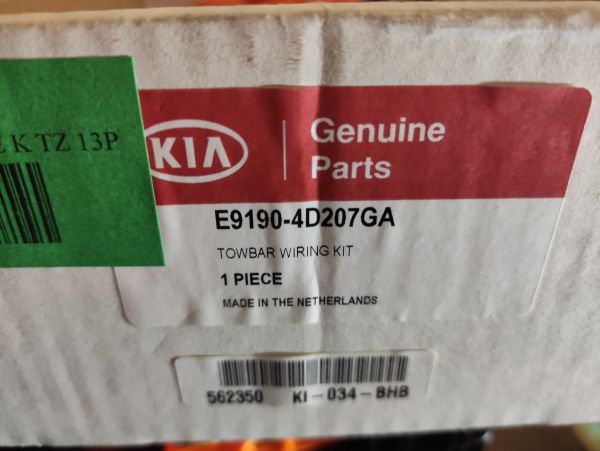 K TZ 13P
KIA
Genuine
Parts
E9190-4D207GA
TOWBAR WIRING KIT
1 PIECE
MADE IN THE NETHERLANDS
562350 KI-034-BHB